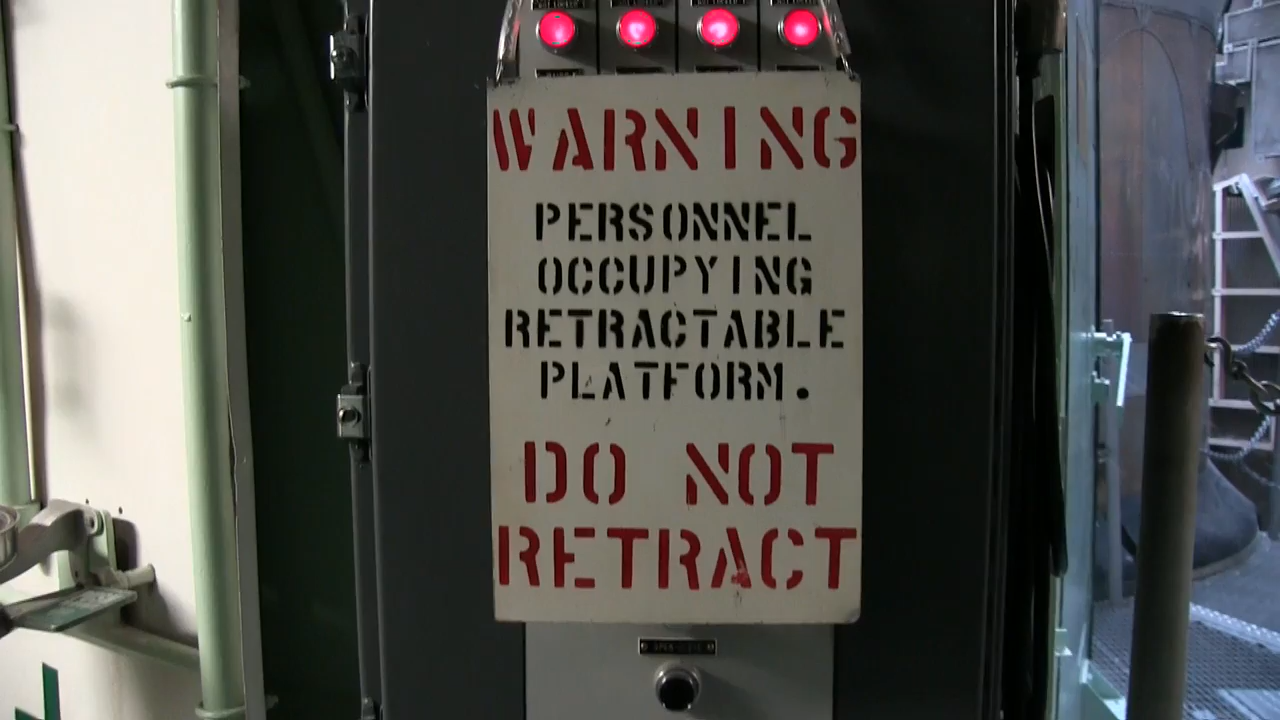 WARNING
PERSONNEL
OCCUPYING
RETRACTABLE
PLATFORM.
DO NOT
RETRACT